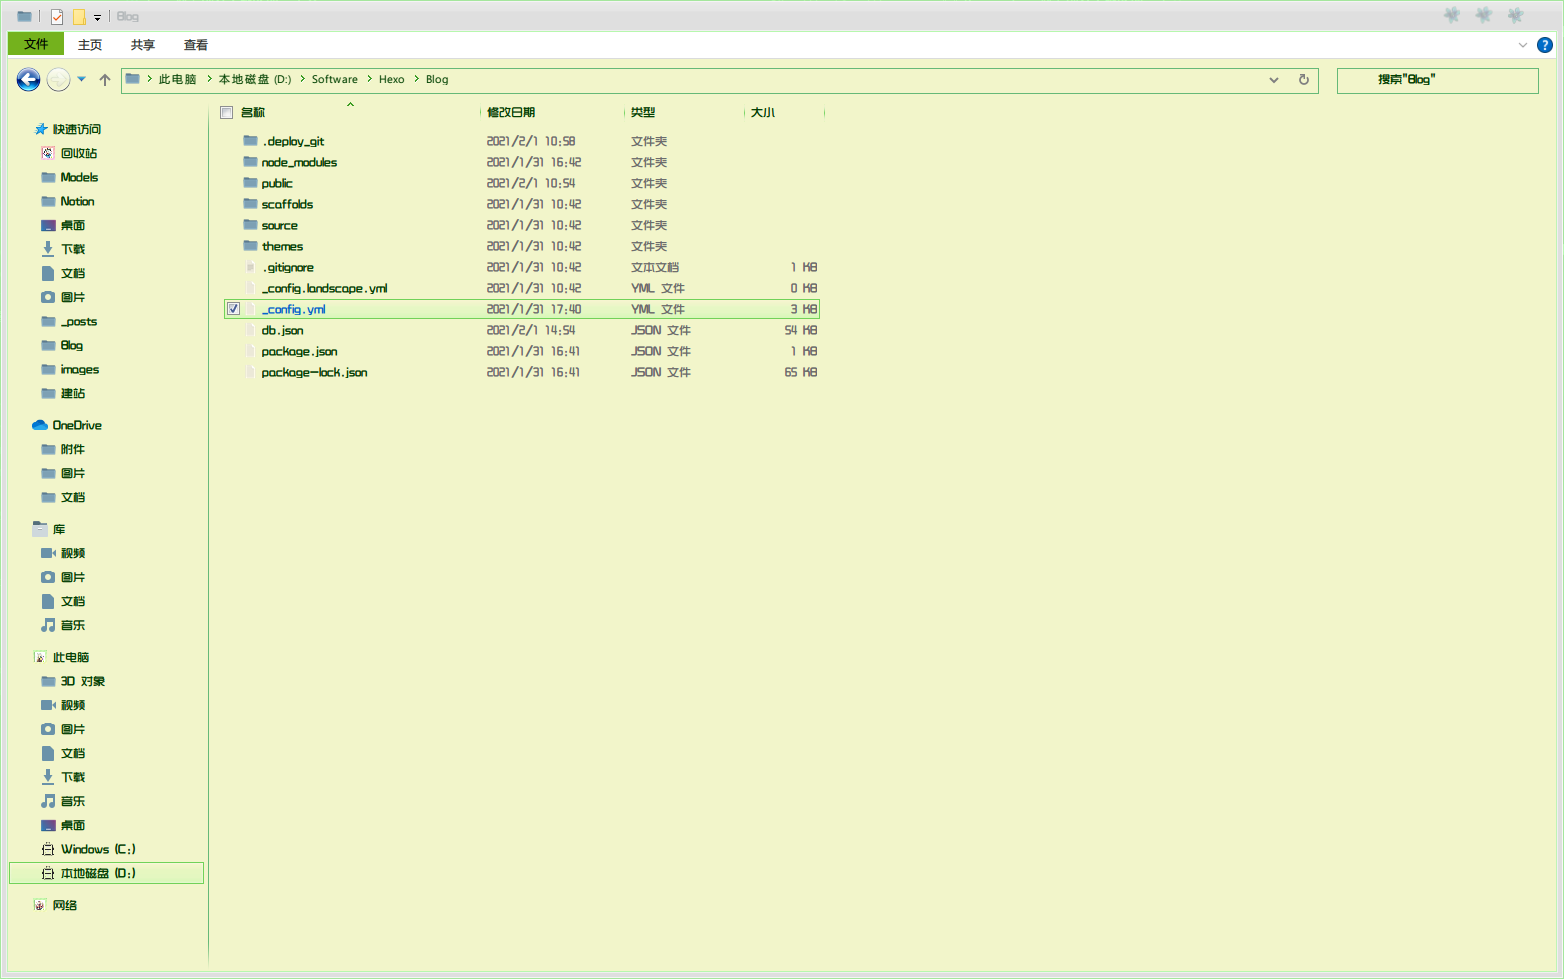 Blog
文件 主页 共享 查看
此电脑 本地磁盘 (D:) Software Hexo Blog
搜索"Blog"
名称 修改日期 类型 大小
.deploy_git 2021/2/1 10:58 文件夹
node_modules 2021/1/31 16:42 文件夹
public 2021/2/1 10:54 文件夹
scaffolds 2021/1/31 10:42 文件夹
source 2021/1/31 10:42 文件夹
themes 2021/1/31 10:42 文件夹
.gitignore 2021/1/31 10:42 文本文档 1 KB
_config.landscape.yml 2021/1/31 10:42 YML 文件 0 KB
_config.yml 2021/1/31 17:40 YML 文件 3 KB
db.json 2021/2/1 14:54 JSON 文件 54 KB
package.json 2021/1/31 16:41 JSON 文件 1 KB
package-lock.json 2021/1/31 16:41 JSON 文件 65 KB
快速访问
回收站
Models
Notion
桌面
下载
文档
图片
_posts
Blog
images
建站
OneDrive
附件
图片
文档
库
视频
图片
文档
音乐
此电脑
3D 对象
视频
图片
文档
下载
音乐
桌面
Windows (C:)
本地磁盘 (D:)
网络